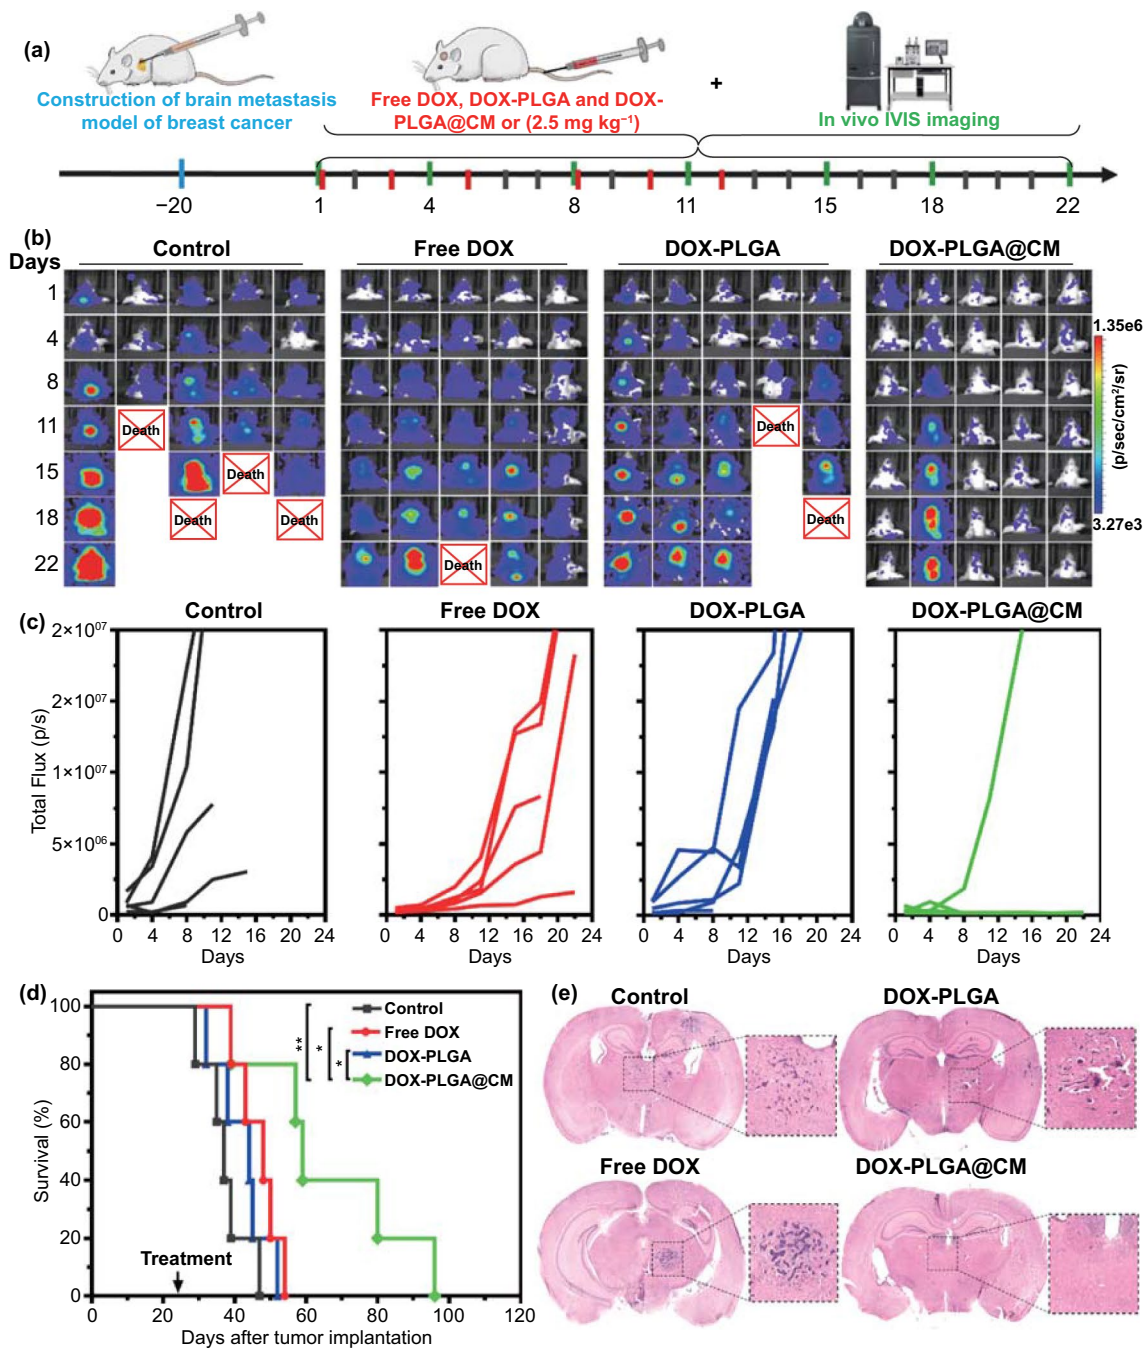 (a)
Construction of brain metastasis
model of breast cancer
Free DOX, DOX-PLGA and DOX-
PLGA@CM or (2.5 mg kg⁻¹)
+
In vivo IVIS imaging
−20 1 4 8 11 15 18 22
(b)
Days
Control Free DOX DOX-PLGA DOX-PLGA@CM
1
4
1.35e6
8
11 Death Death
15 Death
18 Death Death Death
3.27e3
22 Death
(p/sec/cm²/sr)
(c)
Control Free DOX DOX-PLGA DOX-PLGA@CM
Total Flux (p/s)
2×10⁰⁷
2×10⁰⁷
1×10⁰⁷
5×10⁰⁶
0
0 4 8 12 16 20 24 0 4 8 12 16 20 24 0 4 8 12 16 20 24 0 4 8 12 16 20 24
Days Days Days Days
(d)
Survival (%)
100
80
60
40
20
0
Control
Free DOX
DOX-PLGA
DOX-PLGA@CM
**
*
*
Treatment
0 20 40 60 80 100 120
Days after tumor implantation
(e)
Control DOX-PLGA
Free DOX DOX-PLGA@CM